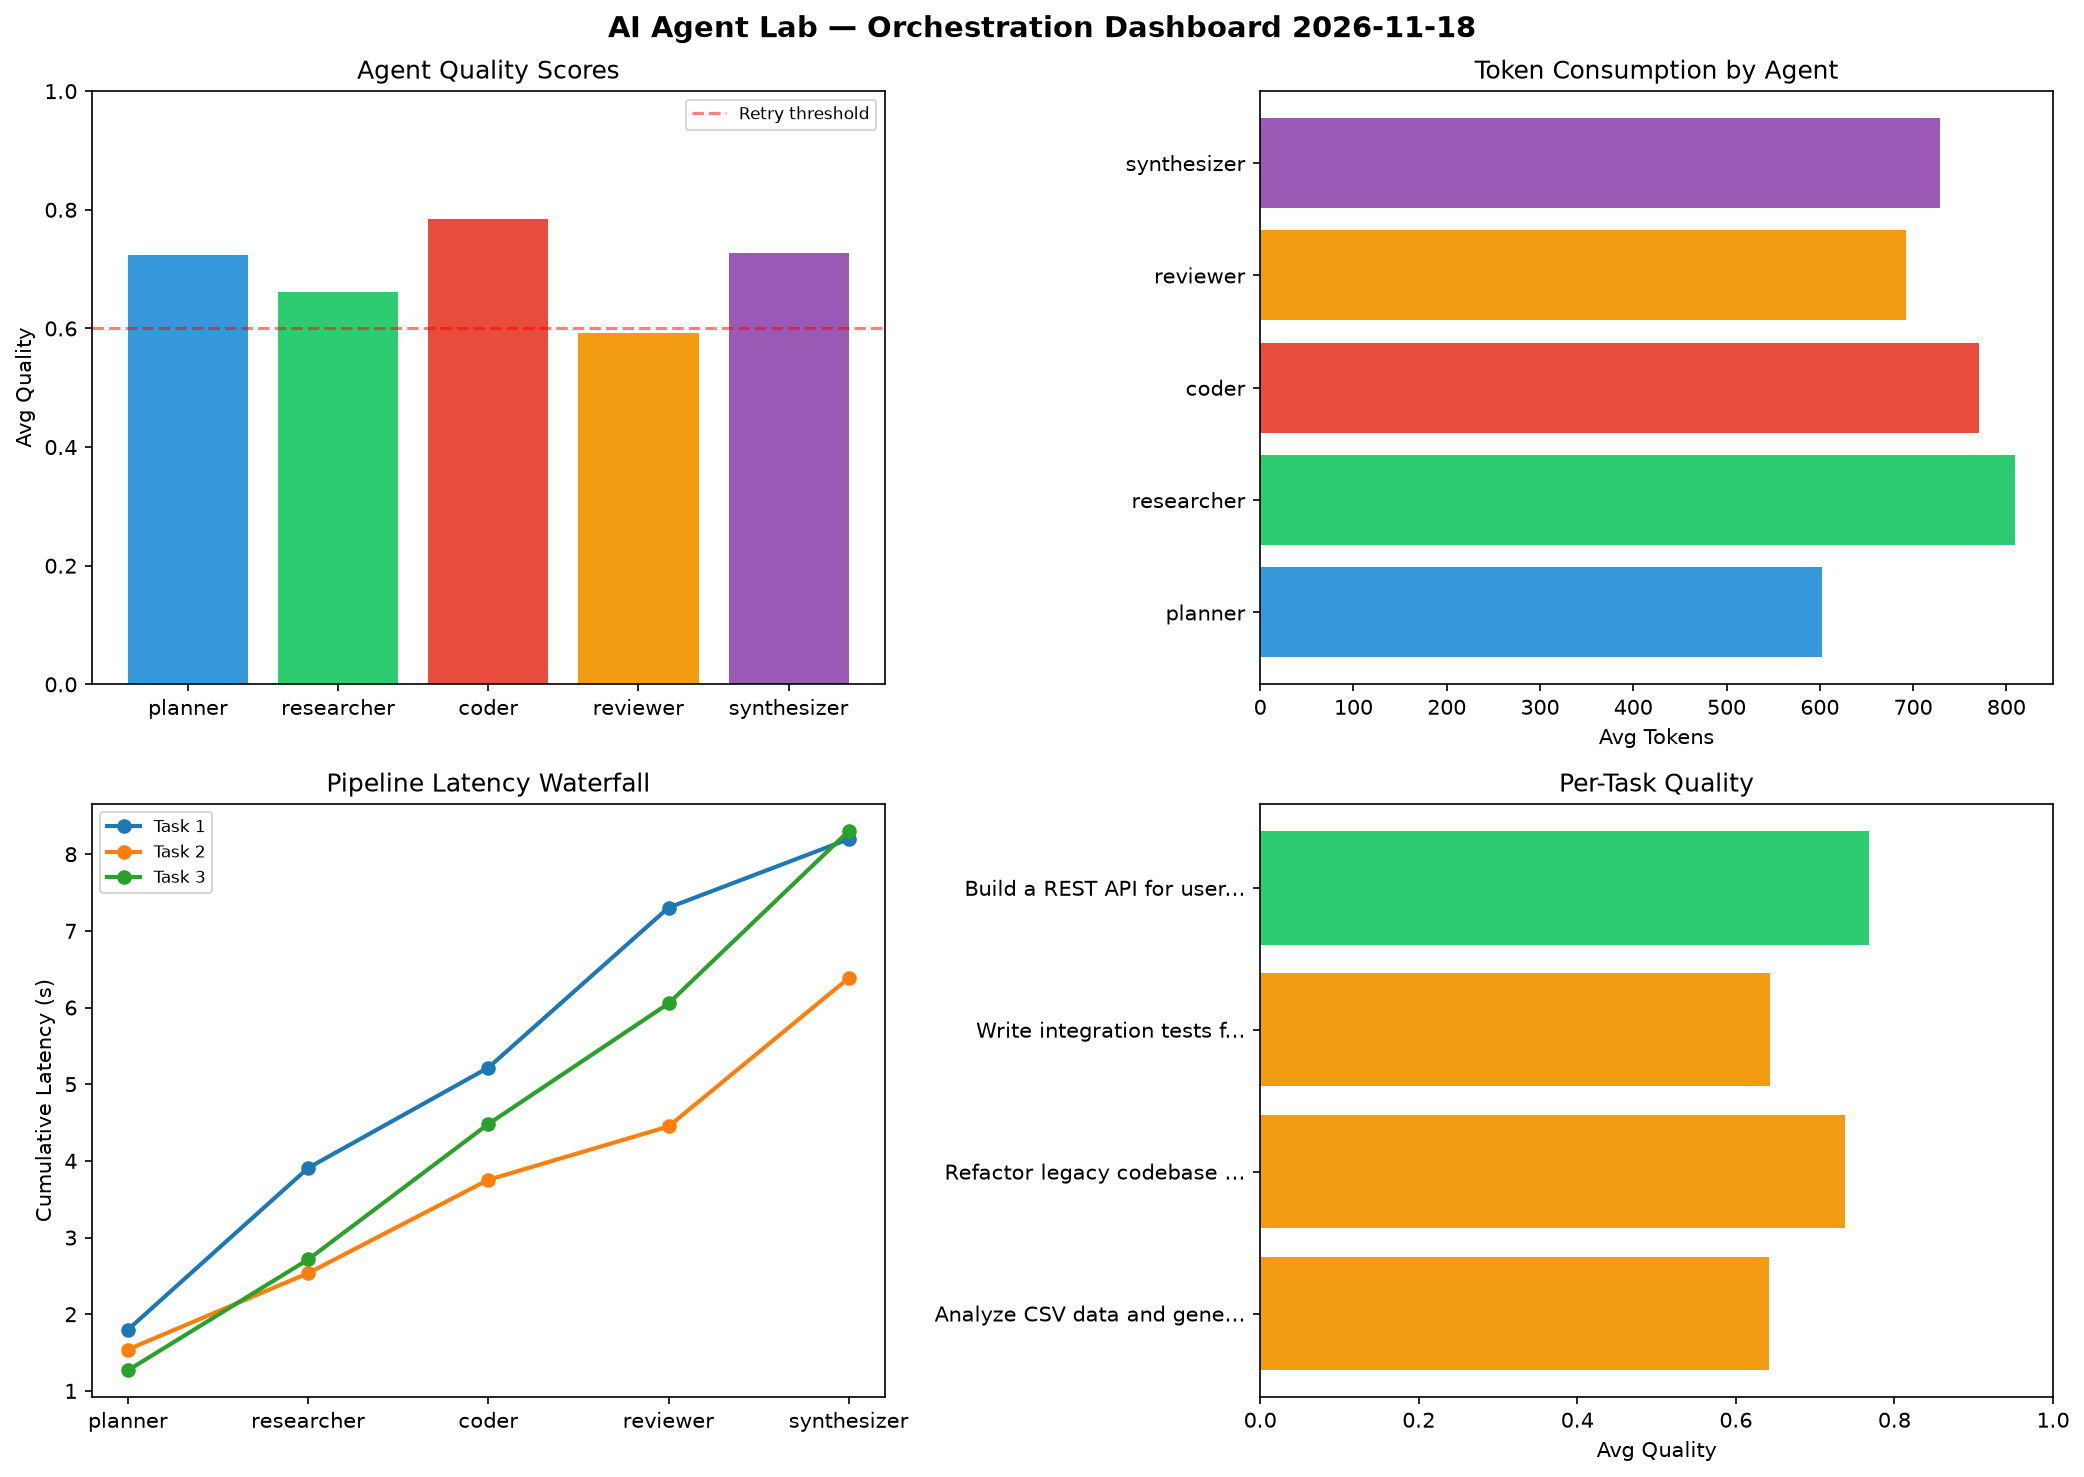 AI Agent Lab — Orchestration Dashboard 2026-11-18
Agent Quality Scores
Retry threshold
1.0
0.8
0.6
0.4
0.2
0.0
Avg Quality
planner researcher coder reviewer synthesizer
Token Consumption by Agent
synthesizer
reviewer
coder
researcher
planner
0 100 200 300 400 500 600 700 800
Avg Tokens
Pipeline Latency Waterfall
Task 1
Task 2
Task 3
8
7
6
5
4
3
2
1
Cumulative Latency (s)
planner researcher coder reviewer synthesizer
Per-Task Quality
Build a REST API for user...
Write integration tests f...
Refactor legacy codebase ...
Analyze CSV data and gene...
0.0 0.2 0.4 0.6 0.8 1.0
Avg Quality